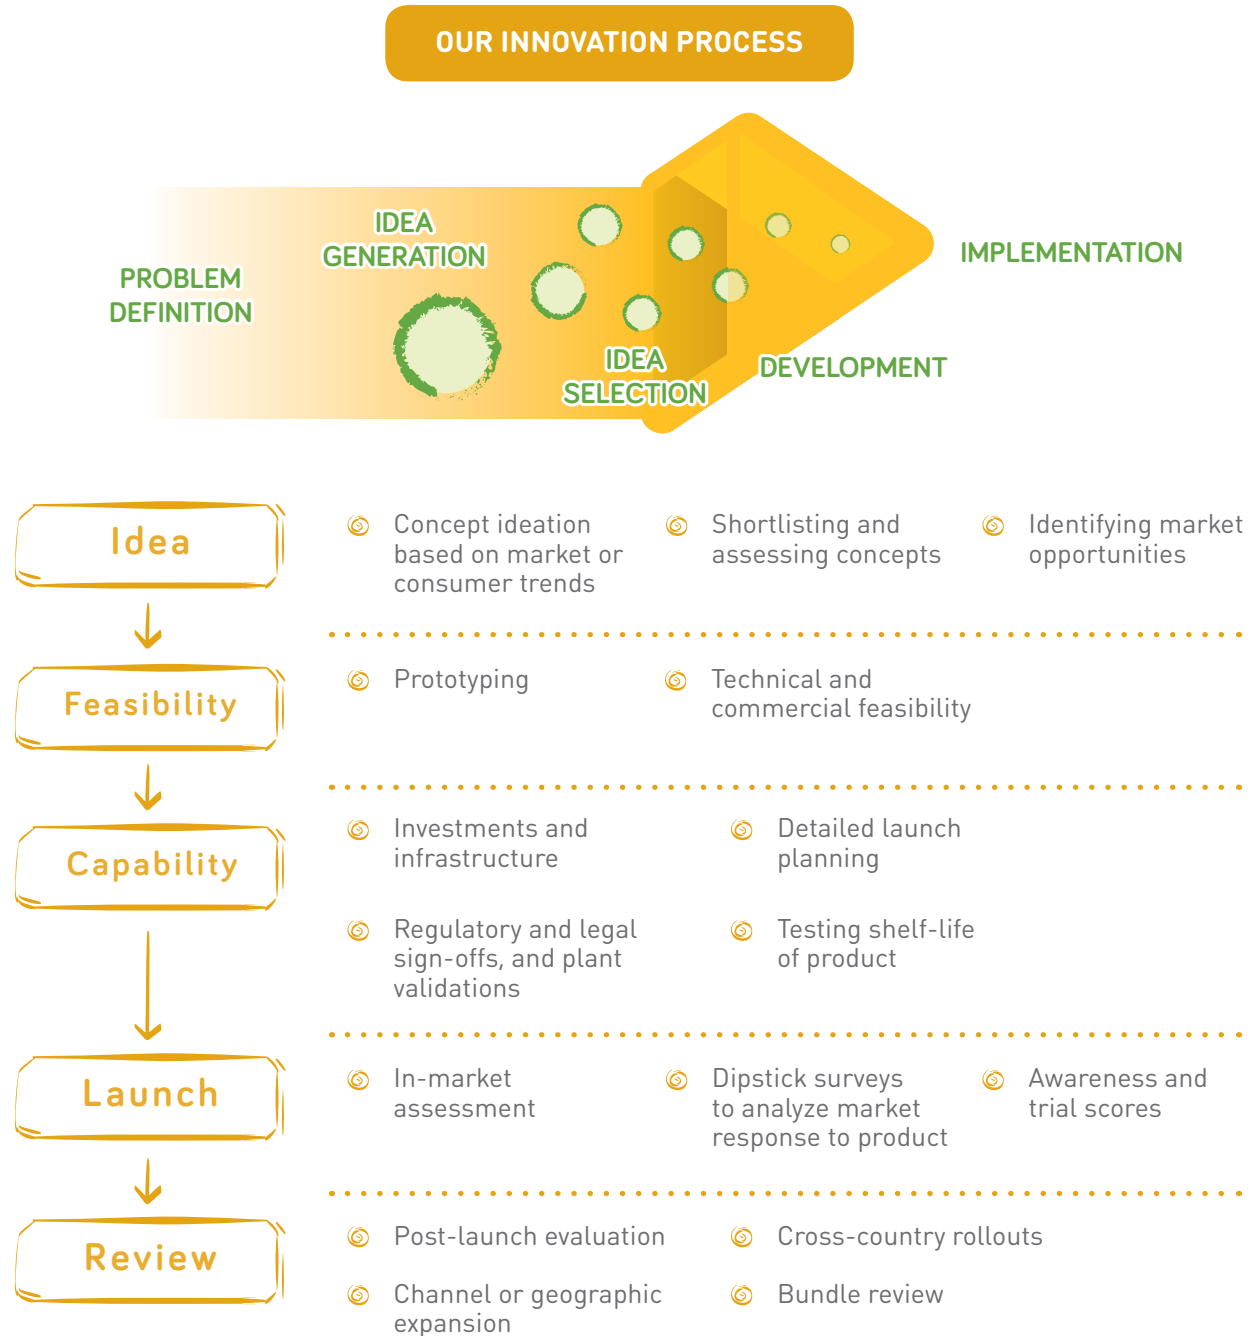 OUR INNOVATION PROCESS
PROBLEM
DEFINITION
IDEA
GENERATION
IDEA
SELECTION
DEVELOPMENT
IMPLEMENTATION
Idea
Concept ideation
based on market or
consumer trends
Shortlisting and
assessing concepts
Identifying market
opportunities
Feasibility
Prototyping
Technical and
commercial feasibility
Capability
Investments and
infrastructure
Detailed launch
planning
Regulatory and legal
sign-offs, and plant
validations
Testing shelf-life
of product
Launch
In-market
assessment
Dipstick surveys
to analyze market
response to product
Awareness and
trial scores
Review
Post-launch evaluation
Cross-country rollouts
Channel or geographic
expansion
Bundle review